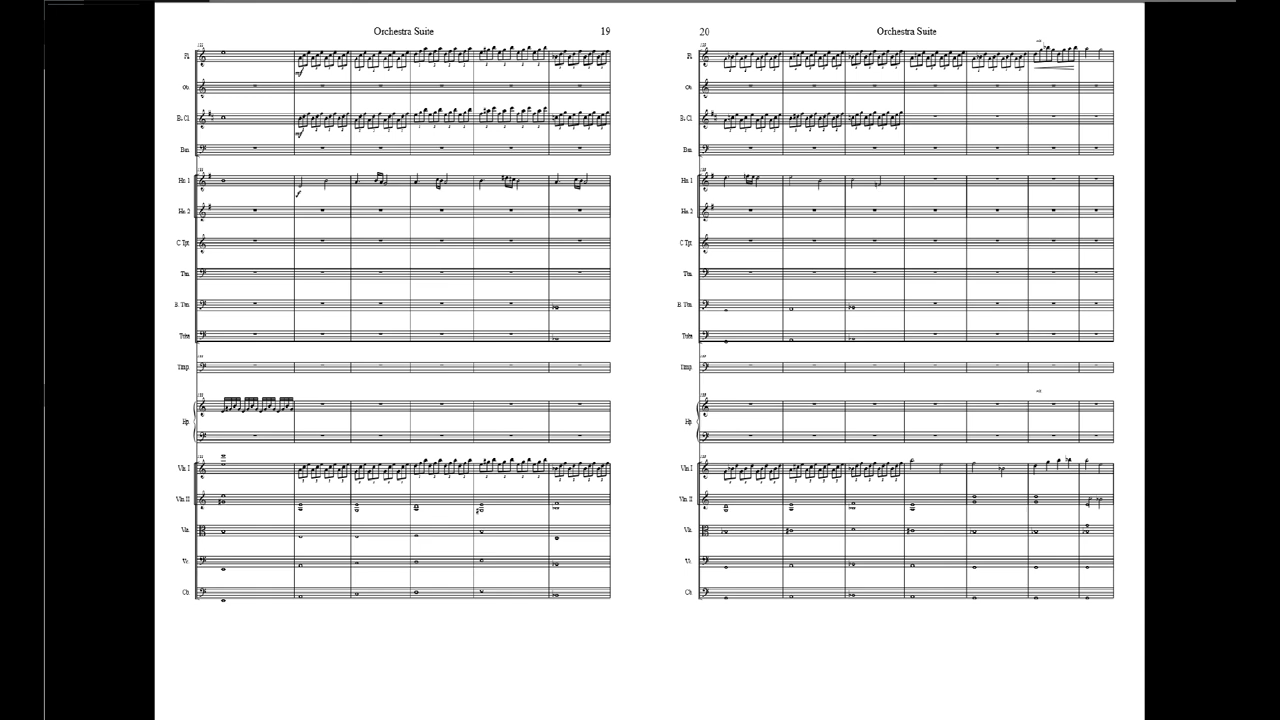 Orchestra Suite 19
Fl.
Ob.
B♭ Cl.
Bsn.
Hn. 1
Hn. 2
C Tpt.
Tbn.
B. Tbn.
Tuba
Timp.
Hp.
Vln. I
Vln. II
Vla.
Vc.
Cb.
mf
mf
f
20 Orchestra Suite
Fl.
Ob.
B♭ Cl.
Bsn.
Hn. 1
Hn. 2
C Tpt.
Tbn.
B. Tbn.
Tuba
Timp.
Hp.
Vln. I
Vln. II
Vla.
Vc.
Cb.